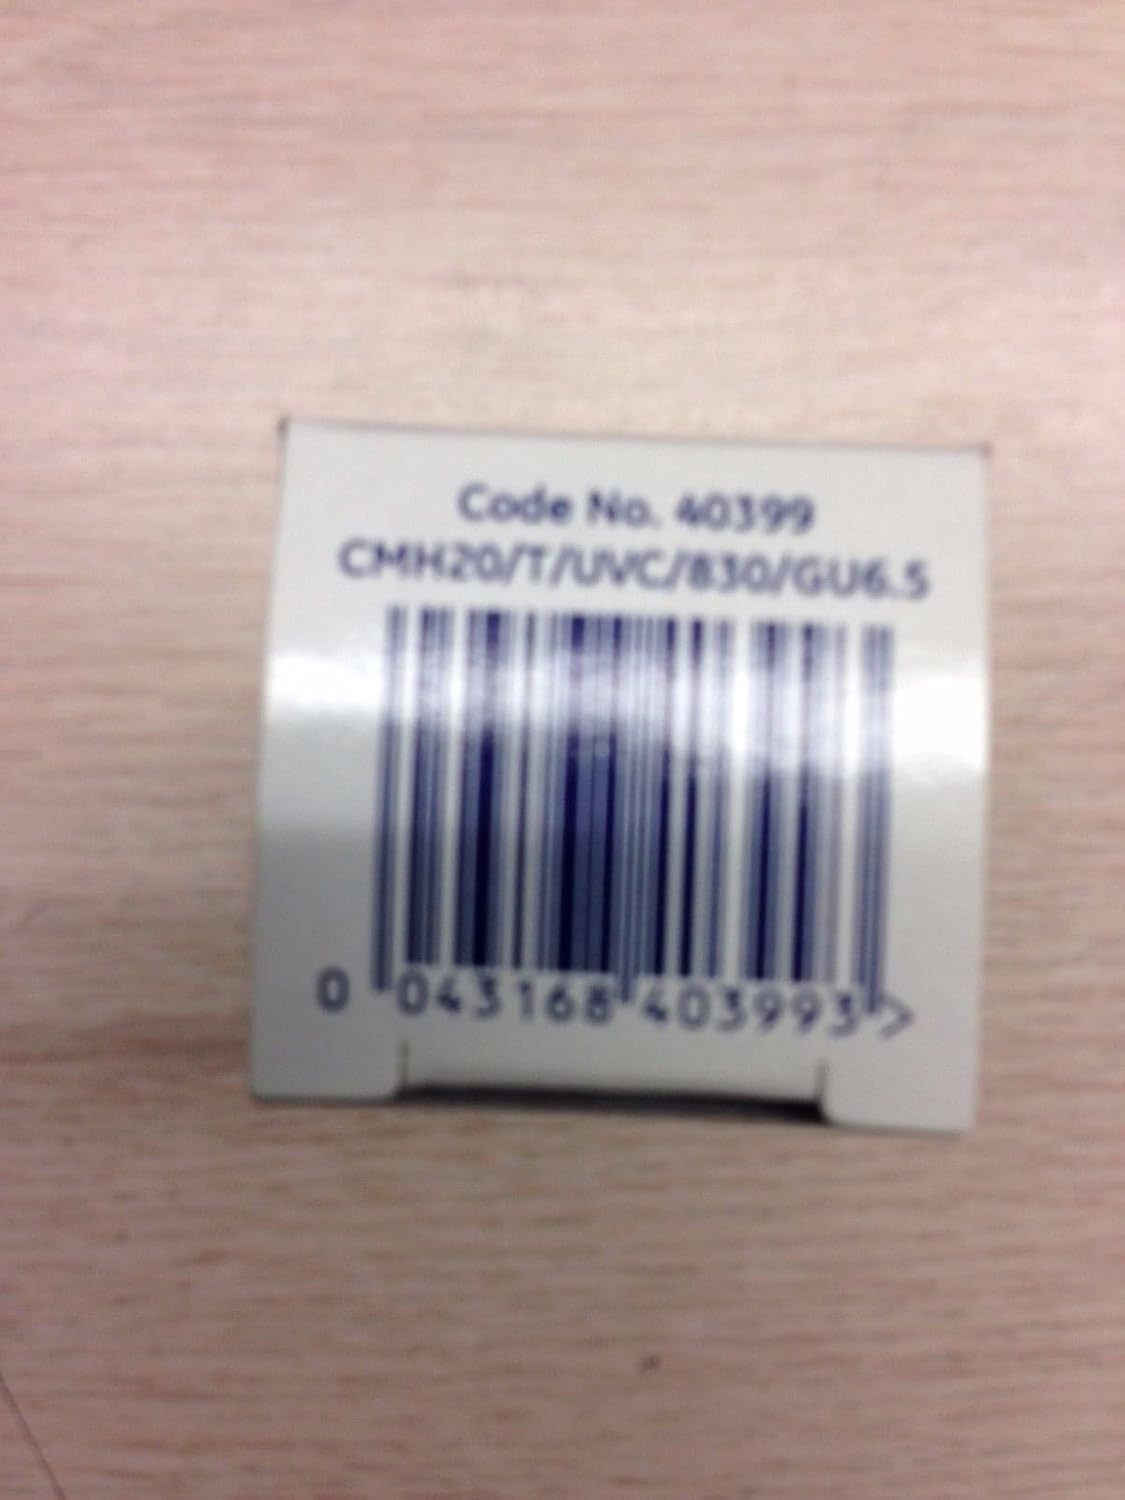 Code No. 40399
CMH20/T/UVC/830/GU6.5
0 043168 403993 >